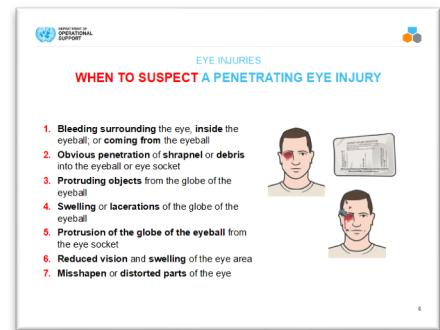 DEPARTMENT OF
OPERATIONAL
SUPPORT
EYE INJURIES
WHEN TO SUSPECT A PENETRATING EYE INJURY
1. Bleeding surrounding the eye, inside the
eyeball; or coming from the eyeball
2. Obvious penetration of shrapnel or debris
into the eyeball or eye socket
3. Protruding objects from the globe of the
eyeball
4. Swelling or lacerations of the globe of the
eyeball
5. Protrusion of the globe of the eyeball from
the eye socket
6. Reduced vision and swelling of the eye area
7. Misshapen or distorted parts of the eye